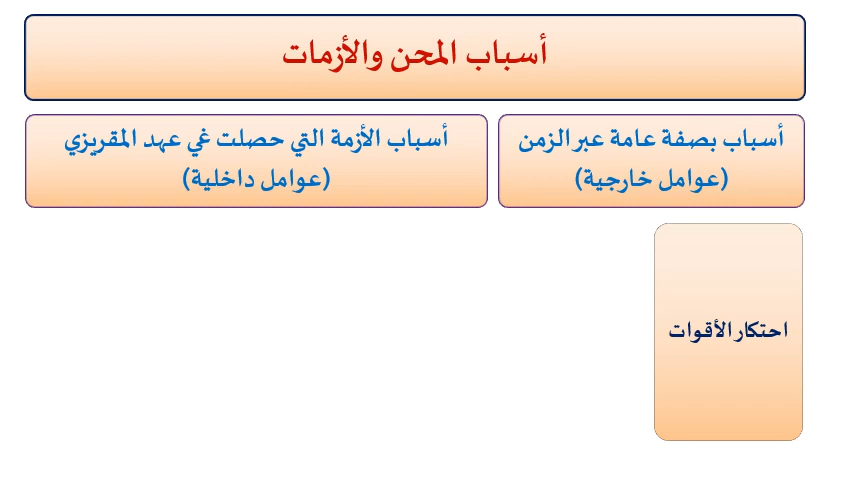 أسباب المحن والأزمات
أسباب بصفة عامة عبر الزمن
(عوامل خارجية)
أسباب الأزمة التي حصلت غي عهد المقريزي
(عوامل داخلية)
احتكار الأقوات